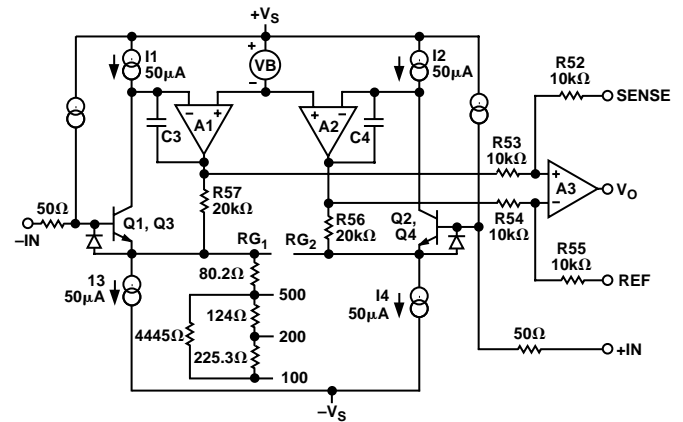 +VS
I1
50µA
+
VB
–
I2
50µA
R52
10kΩ
SENSE
–
+
A1
C3
+
–
A2
C4
R53
10kΩ
+
A3
–
VO
R57
20kΩ
R56
20kΩ
R54
10kΩ
R55
10kΩ
REF
50Ω
–IN
Q1, Q3
Q2,
Q4
RG1
RG2
80.2Ω
13
50µA
500
I4
50µA
4445Ω
124Ω
200
225.3Ω
100
50Ω
+IN
–VS